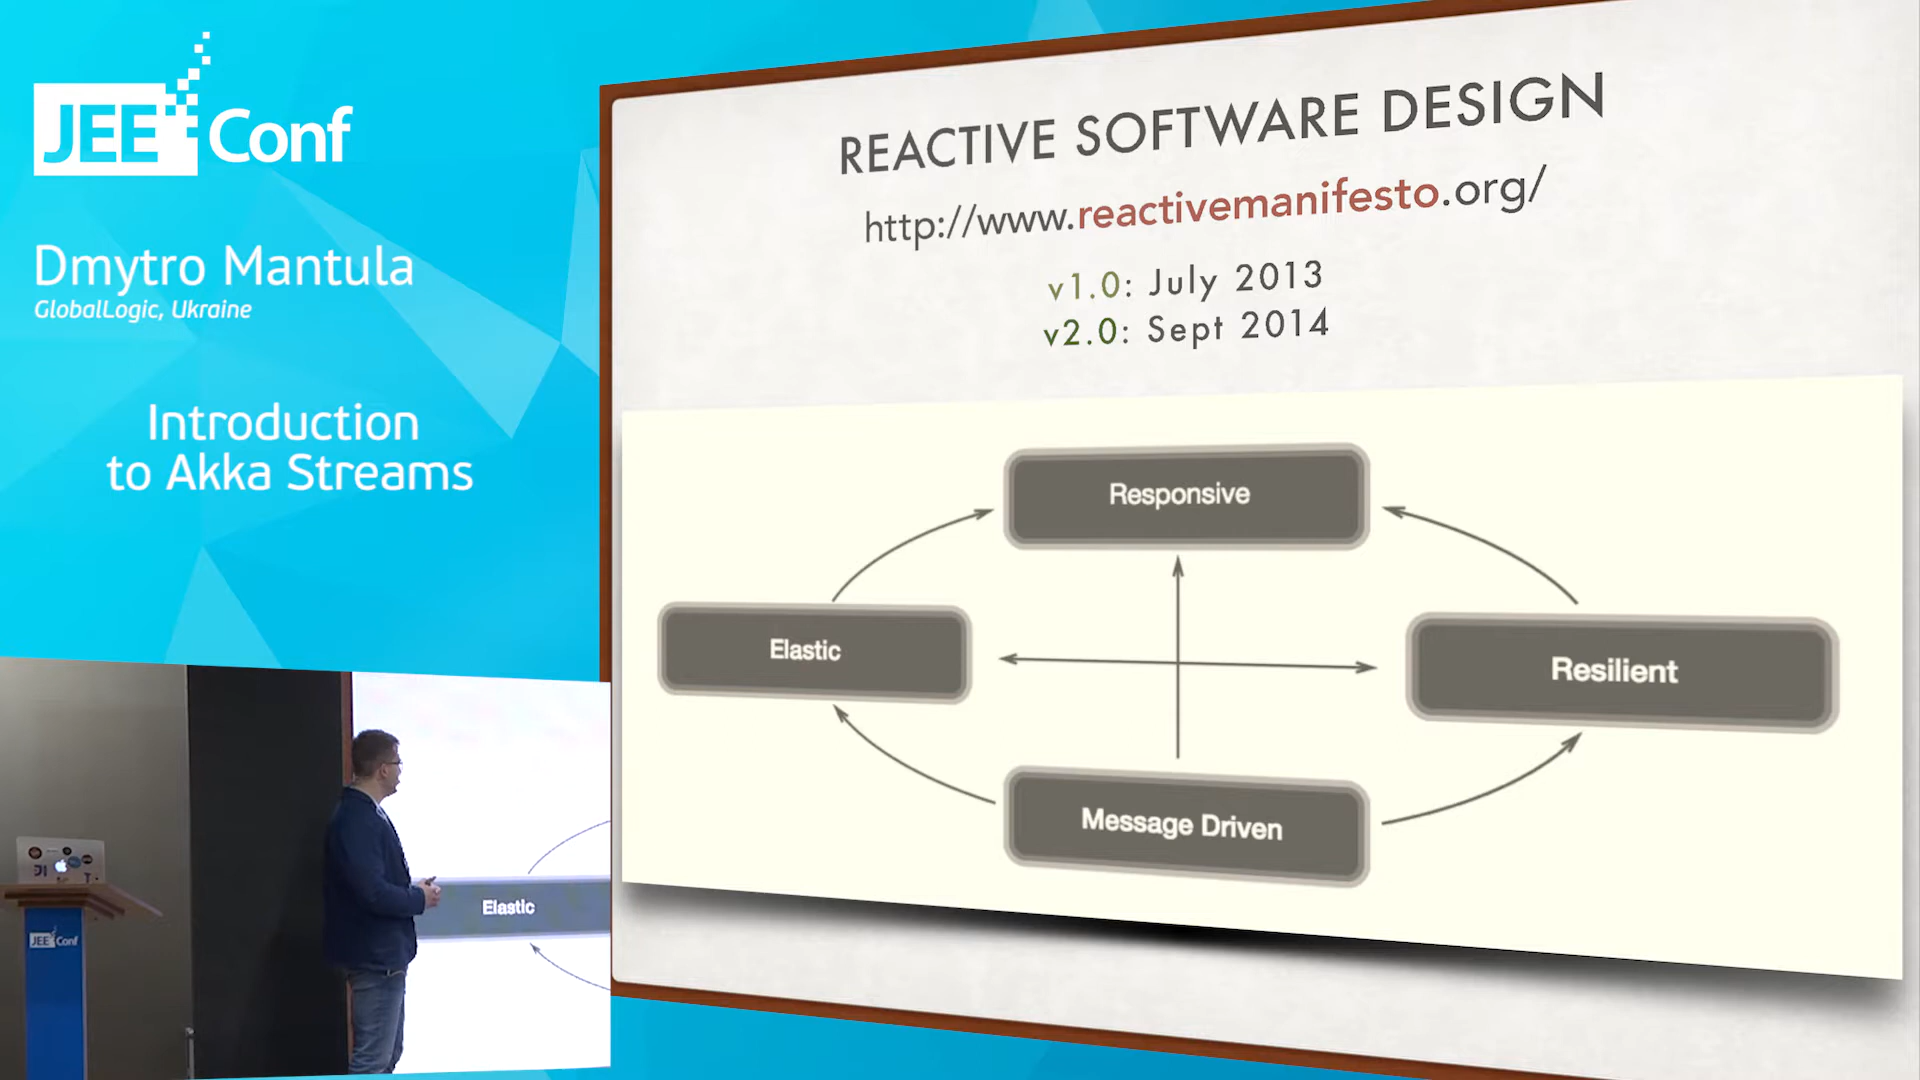 JEE Conf
Dmytro Mantula
GlobalLogic, Ukraine
Introduction
to Akka Streams
REACTIVE SOFTWARE DESIGN
http://www.reactivemanifesto.org/
v1.0: July 2013
v2.0: Sept 2014
Responsive
Elastic
Resilient
Message Driven
Elastic
JEE Conf